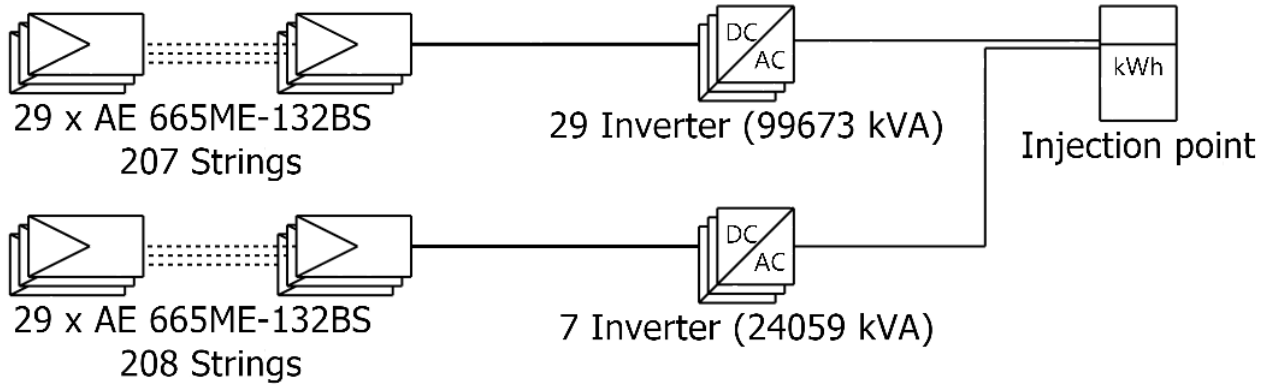 DC
AC
kWh
29 x AE 665ME-132BS
207 Strings
29 Inverter (99673 kVA)
Injection point
DC
AC
29 x AE 665ME-132BS
208 Strings
7 Inverter (24059 kVA)